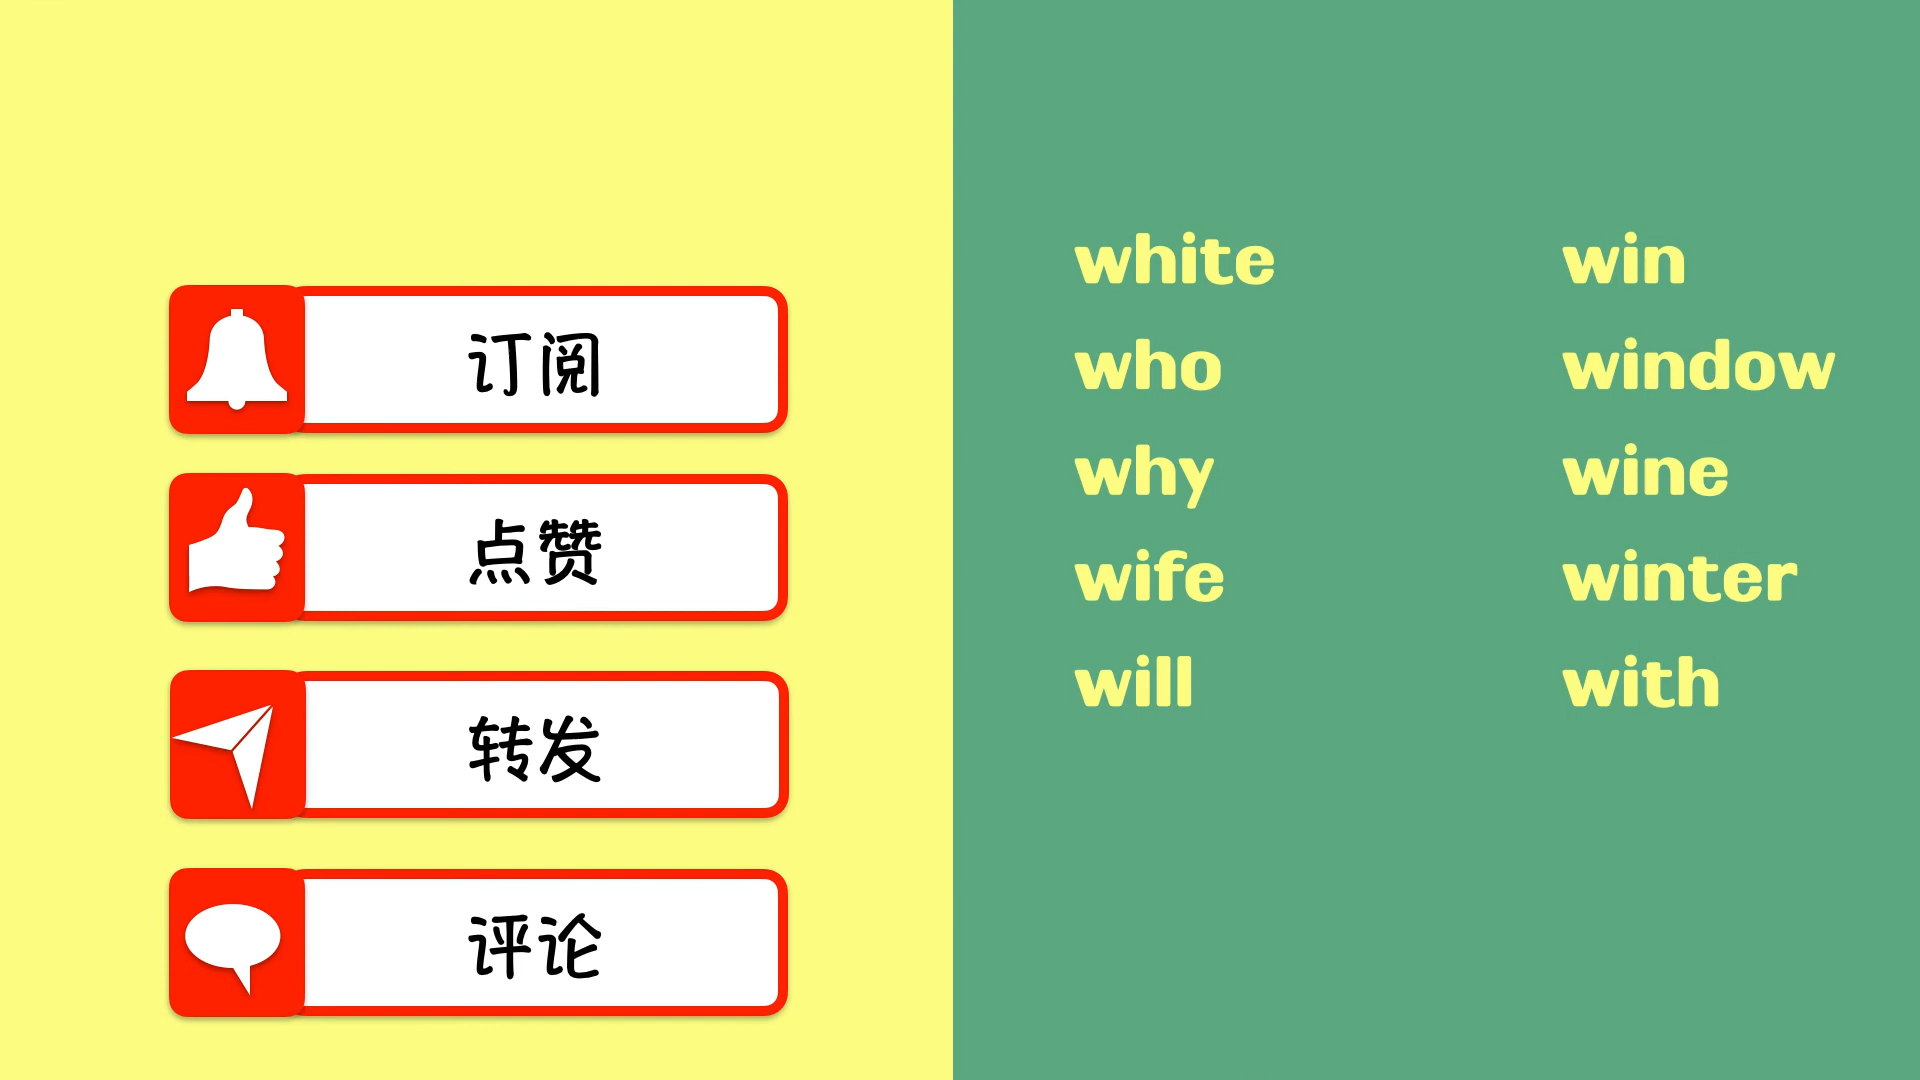 订阅
点赞
转发
评论
white
who
why
wife
will
win
window
wine
winter
with